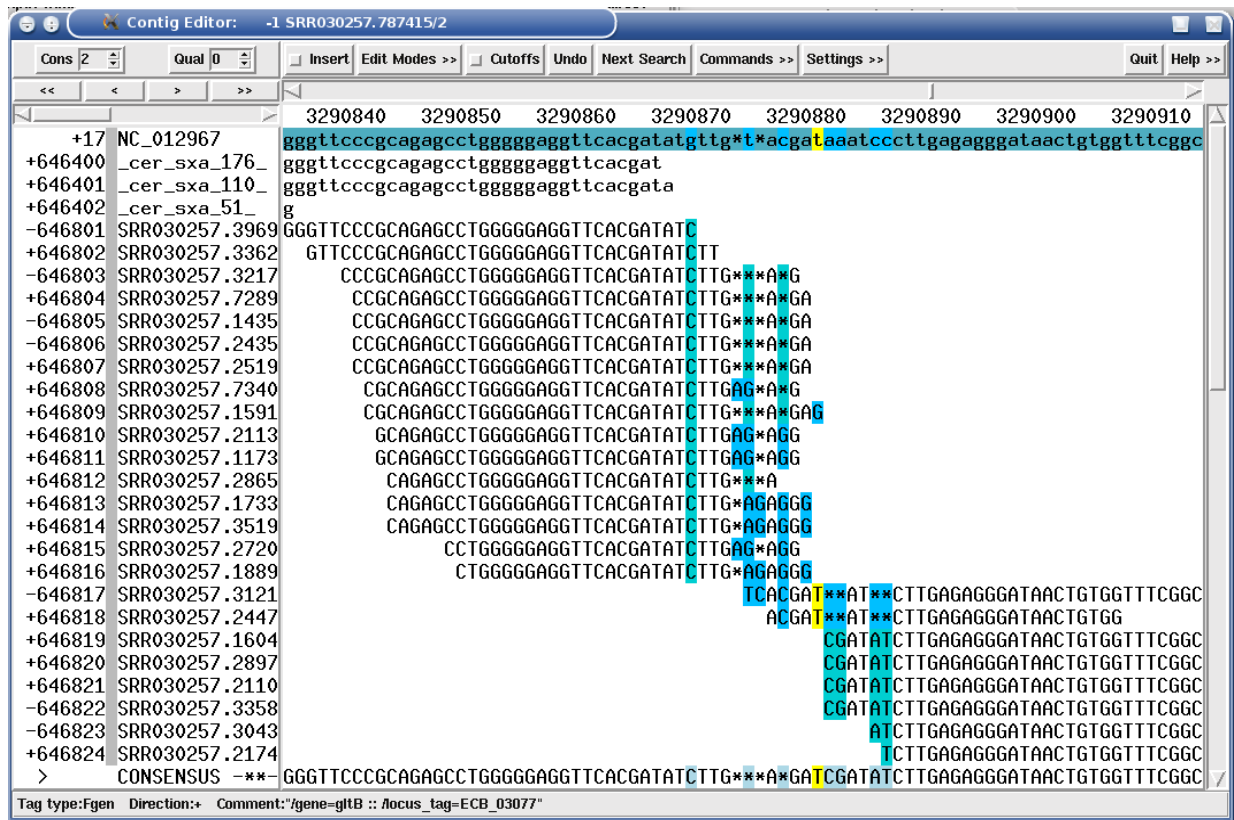 Contig Editor: -1 SRR030257.787415/2
Cons 2 Qual 0 Insert Edit Modes >> Cutoffs Undo Next Search Commands >> Settings >> Quit Help >>
<< < > >>
3290840 3290850 3290860 3290870 3290880 3290890 3290900 3290910
+17 NC_012967 gggttcccgcagagcctgggggaggttcacgatatgttg*t*acgataaatcccttgagagggataactgtggtttcggc
+646400 _cer_sxa_176_ gggttcccgcagagcctgggggaggttcacgat
+646401 _cer_sxa_110_ gggttcccgcagagcctgggggaggttcacgata
+646402 _cer_sxa_51_ g
-646801 SRR030257.3969 GGGTTCCCGCAGAGCCTGGGGGAGGTTCACGATATC
+646802 SRR030257.3362 GTTCCCGCAGAGCCTGGGGGAGGTTCACGATATCTT
-646803 SRR030257.3217 CCCGCAGAGCCTGGGGGAGGTTCACGATATCTTG***A*G
+646804 SRR030257.7289 CCGCAGAGCCTGGGGGAGGTTCACGATATCTTG***A*GA
-646805 SRR030257.1435 CCGCAGAGCCTGGGGGAGGTTCACGATATCTTG***A*GA
-646806 SRR030257.2435 CCGCAGAGCCTGGGGGAGGTTCACGATATCTTG***A*GA
+646807 SRR030257.2519 CCGCAGAGCCTGGGGGAGGTTCACGATATCTTG***A*GA
+646808 SRR030257.7340 CGCAGAGCCTGGGGGAGGTTCACGATATCTTGAG*A*G
+646809 SRR030257.1591 CGCAGAGCCTGGGGGAGGTTCACGATATCTTG***A*GAG
+646810 SRR030257.2113 GCAGAGCCTGGGGGAGGTTCACGATATCTTGAG*AGG
+646811 SRR030257.1173 GCAGAGCCTGGGGGAGGTTCACGATATCTTGAG*AGG
+646812 SRR030257.2865 CAGAGCCTGGGGGAGGTTCACGATATCTTG***A
+646813 SRR030257.1733 CAGAGCCTGGGGGAGGTTCACGATATCTTG*AGAGGG
+646814 SRR030257.3519 CAGAGCCTGGGGGAGGTTCACGATATCTTG*AGAGGG
+646815 SRR030257.2720 CCTGGGGGAGGTTCACGATATCTTGAG*AGG
+646816 SRR030257.1889 CTGGGGGAGGTTCACGATATCTTG*AGAGGG
-646817 SRR030257.3121 TCACGAT**AT**CTTGAGAGGGATAACTGTGGTTTCGGC
+646818 SRR030257.2447 ACGAT**AT**CTTGAGAGGGATAACTGTGG
+646819 SRR030257.1604 CGATATCTTGAGAGGGATAACTGTGGTTTCGGC
+646820 SRR030257.2897 CGATATCTTGAGAGGGATAACTGTGGTTTCGGC
+646821 SRR030257.2110 CGATATCTTGAGAGGGATAACTGTGGTTTCGGC
-646822 SRR030257.3358 CGATATCTTGAGAGGGATAACTGTGGTTTCGGC
-646823 SRR030257.3043 ATCTTGAGAGGGATAACTGTGGTTTCGGC
+646824 SRR030257.2174 TCTTGAGAGGGATAACTGTGGTTTCGGC
> CONSENSUS -**- GGGTTCCCGCAGAGCCTGGGGGAGGTTCACGATATCTTG***A*GATCGATATCTTGAGAGGGATAACTGTGGTTTCGGC
Tag type:Fgen Direction:+ Comment:"/gene=gltB :: /locus_tag=ECB_03077"